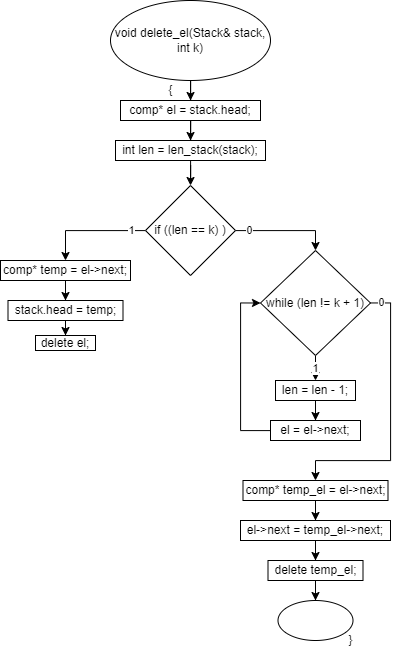 void delete_el(Stack& stack,
int k)
{
comp* el = stack.head;
int len = len_stack(stack);
if ((len == k) )
1
0
comp* temp = el->next;
stack.head = temp;
delete el;
while (len != k + 1)
0
1
len = len - 1;
el = el->next;
comp* temp_el = el->next;
el->next = temp_el->next;
delete temp_el;
}